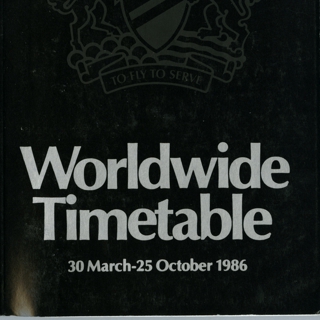 TO FLY TO SERVE
Worldwide
Timetable
30 March-25 October 1986